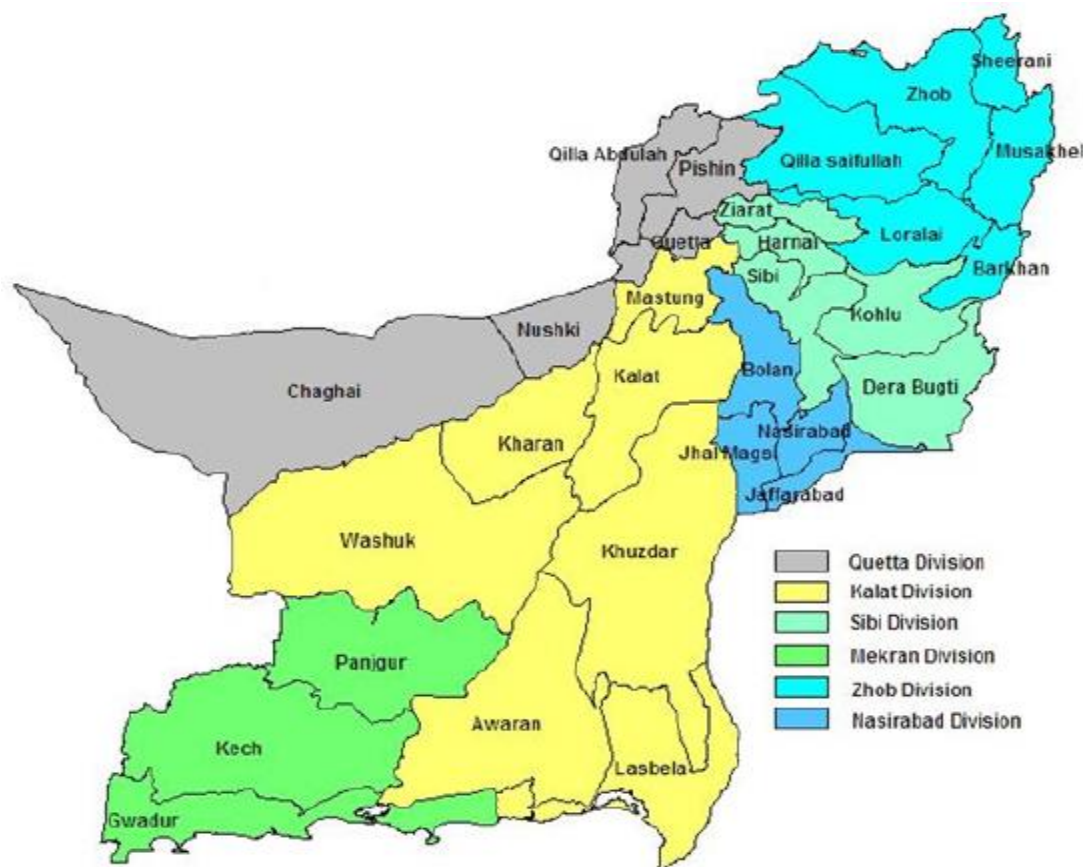 Sheerani
Zhob
Musakhel
Qilla Abdulah
Pishin
Qilla saifullah
Ziarat
Quetta
Harnai
Loralai
Barkhan
Sibi
Mastung
Kohlu
Nushki
Kalat
Bolan
Dera Bugti
Chaghai
Kharan
Nasirabad
Jhal Magsi
Jaffarabad
Washuk
Khuzdar
Panjgur
Awaran
Kech
Lasbela
Gwadur
Quetta Division
Kalat Division
Sibi Division
Mekran Division
Zhob Division
Nasirabad Division